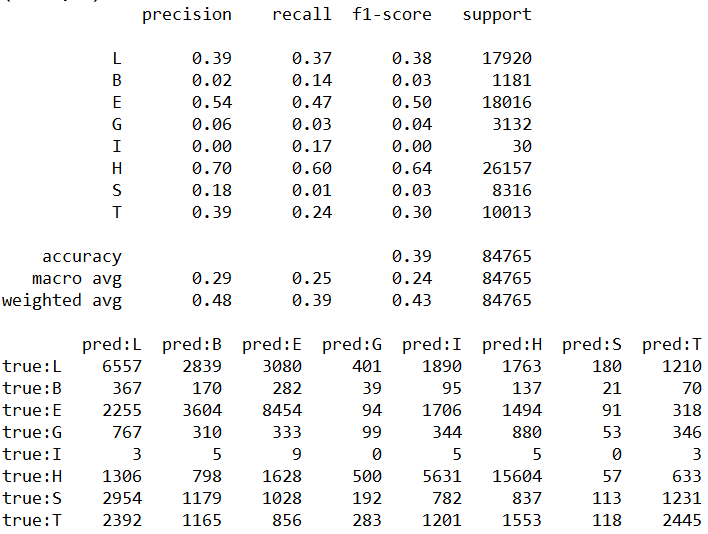 precision recall f1-score support
L 0.39 0.37 0.38 17920
B 0.02 0.14 0.03 1181
E 0.54 0.47 0.50 18016
G 0.06 0.03 0.04 3132
I 0.00 0.17 0.00 30
H 0.70 0.60 0.64 26157
S 0.18 0.01 0.03 8316
T 0.39 0.24 0.30 10013
accuracy 0.39 84765
macro avg 0.29 0.25 0.24 84765
weighted avg 0.48 0.39 0.43 84765
pred:L pred:B pred:E pred:G pred:I pred:H pred:S pred:T
true:L 6557 2839 3080 401 1890 1763 180 1210
true:B 367 170 282 39 95 137 21 70
true:E 2255 3604 8454 94 1706 1494 91 318
true:G 767 310 333 99 344 880 53 346
true:I 3 5 9 0 5 5 0 3
true:H 1306 798 1628 500 5631 15604 57 633
true:S 2954 1179 1028 192 782 837 113 1231
true:T 2392 1165 856 283 1201 1553 118 2445